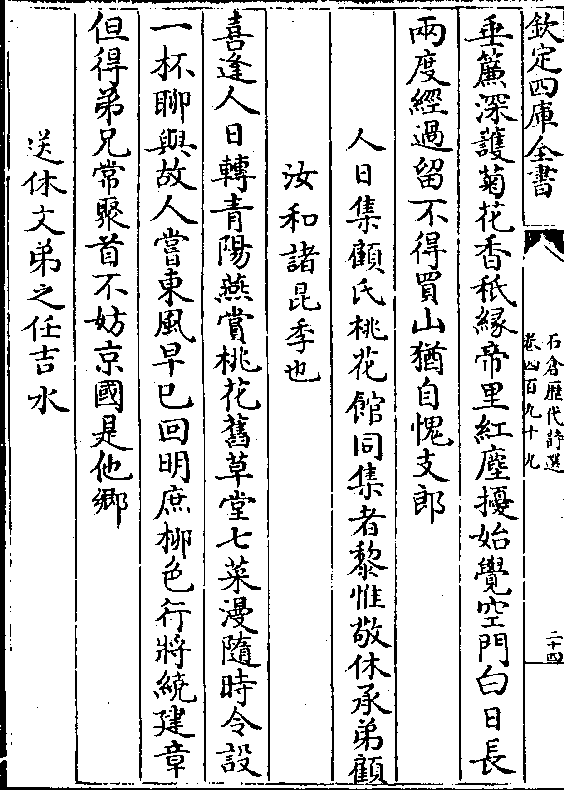 欽定四庫全書
石倉歴代詩選
卷四百九十九
二十四
垂簾深護菊花香秖縁帝里紅塵擾始覺空門白日長
兩度經過留不得買山猶自愧支郎
人日集顧氏桃花館同集者黎惟敬休承弟顧
汝和諸昆季也
喜逢人日轉青陽燕賞桃花舊草堂七菜漫隨時令設
一杯聊與故人嘗東風早已回明庶柳色行將繞建章
但得弟兄常聚首不妨京國是他鄉
送休文弟之任吉水